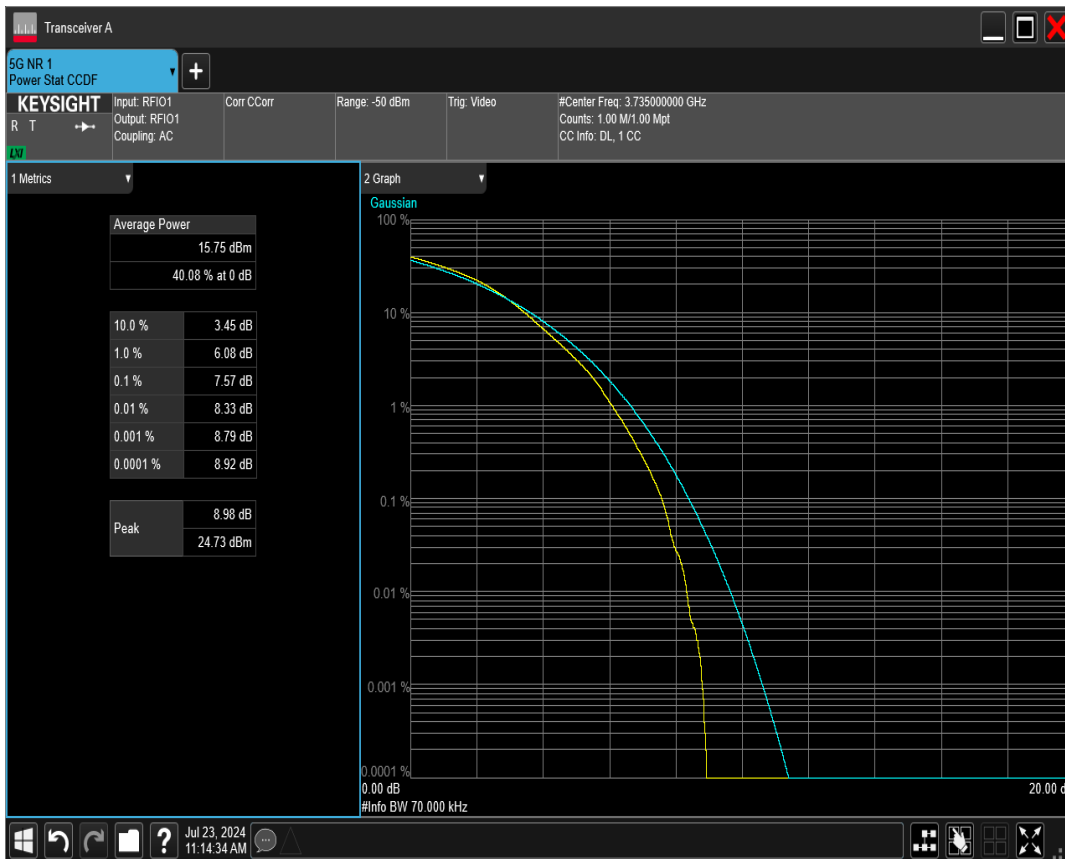 Transceiver A
5G NR 1
Power Stat CCDF
+
KEYSIGHT
R T
LXI
Input: RFIO1
Output: RFIO1
Coupling: AC
Corr CCorr
Range: -50 dBm
Trig: Video
#Center Freq: 3.735000000 GHz
Counts: 1.00 M/1.00 Mpt
CC Info: DL, 1 CC
1 Metrics
Average Power
15.75 dBm
40.08 % at 0 dB
10.0 % 3.45 dB
1.0 % 6.08 dB
0.1 % 7.57 dB
0.01 % 8.33 dB
0.001 % 8.79 dB
0.0001 % 8.92 dB
Peak 8.98 dB
24.73 dBm
2 Graph
Gaussian
100 %
10 %
1 %
0.1 %
0.01 %
0.001 %
0.0001 %
0.00 dB 20.00 d
#Info BW 70.000 kHz
?
Jul 23, 2024
11:14:34 AM